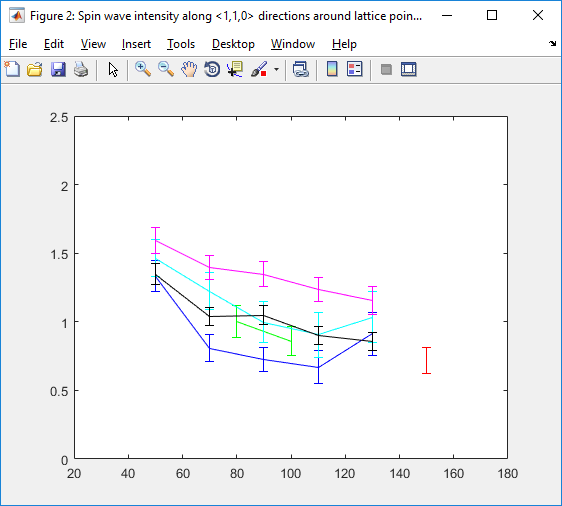 Figure 2: Spin wave intensity along <1,1,0> directions around lattice poin...
File Edit View Insert Tools Desktop Window Help
2.5
2
1.5
1
0.5
0
20 40 60 80 100 120 140 160 180